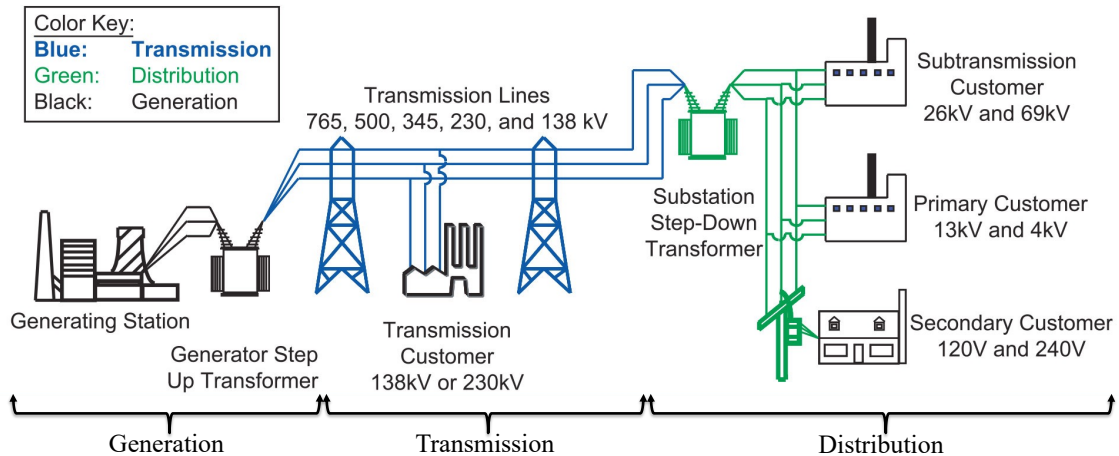 Color Key:
Blue: Transmission
Green: Distribution
Black: Generation
Transmission Lines
765, 500, 345, 230, and 138 kV
Subtransmission
Customer
26kV and 69kV
Substation
Step-Down
Transformer
Primary Customer
13kV and 4kV
Generating Station
Generator Step
Up Transformer
Transmission
Customer
138kV or 230kV
Secondary Customer
120V and 240V
Generation
Transmission
Distribution